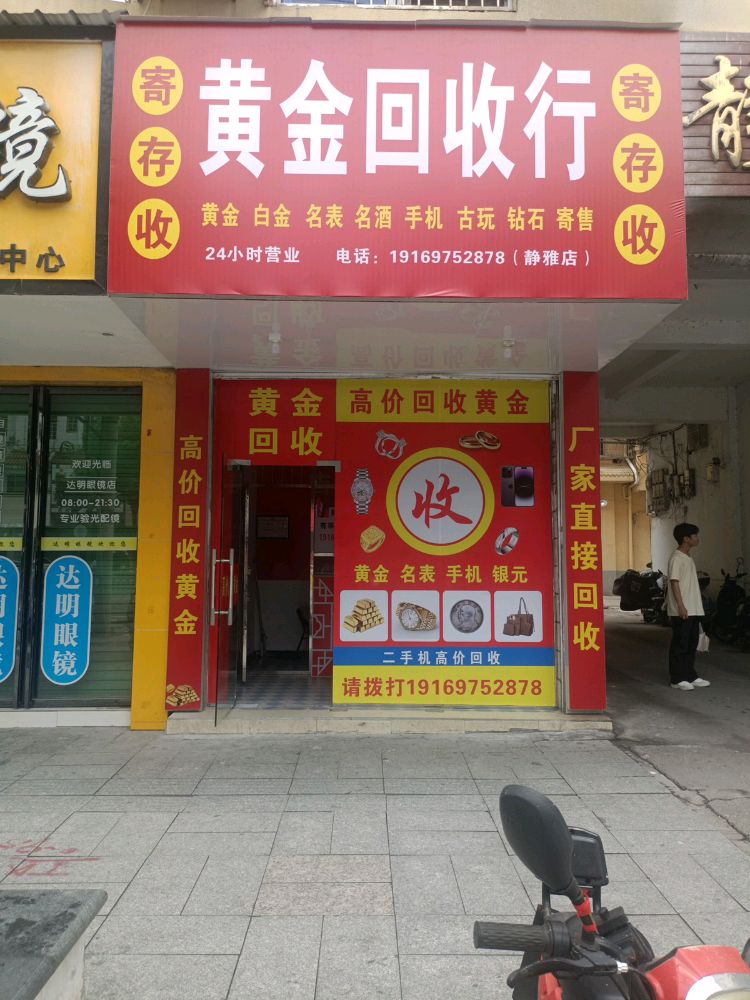 黄金回收行
寄存收
寄存收
黄金 白金 名表 名酒 手机 古玩 钻石 寄售
24小时营业 电话：19169752878（静雅店）
镜
中心
静
黄金
回收
高价回收黄金
高价回收黄金
收
黄金 名表 手机 银元
二手机高价回收
请拨打19169752878
厂家直接回收
欢迎光临
达明眼镜店
08:00-21:30
专业验光配镜
达明眼镜